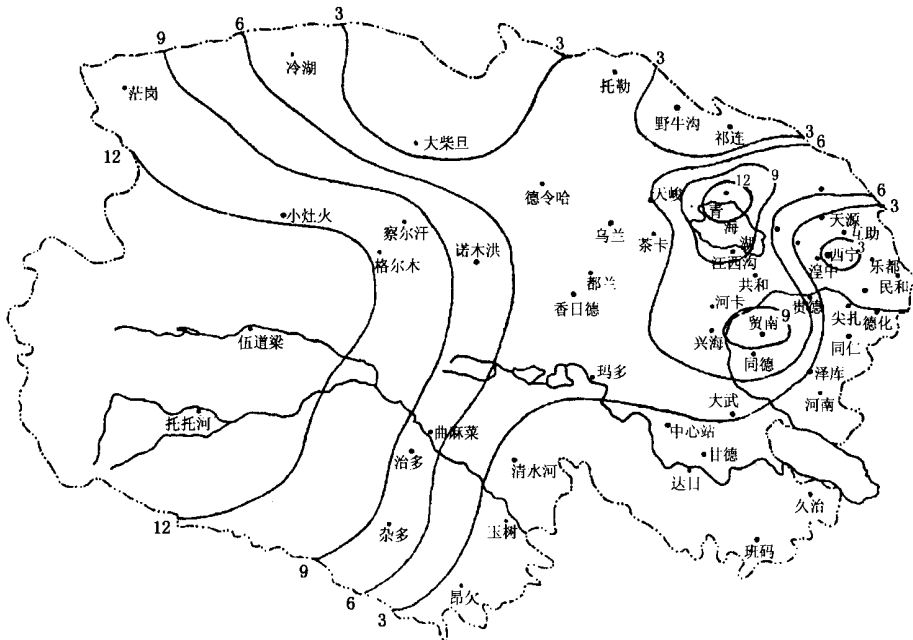 3
6
9
3
3
冷湖
茫岗
托勒
野牛沟
祁连
3
6
大柴旦
12
9
12
天峻
德令哈
6
3
小灶火
察尔汗
青
海
湖
乌兰
茶卡
天源
互助
诺木洪
格尔木
江西沟
西宁
3
湟中
乐都
民和
都兰
共和
香日德
河卡
贵德
9
贸南
尖扎
德化
伍道梁
兴海
同仁
同德
玛多
泽库
河南
大武
托托河
中心站
曲麻菜
治多
清水河
甘德
达日
久治
12
杂多
玉树
班码
9
昂欠
6
3